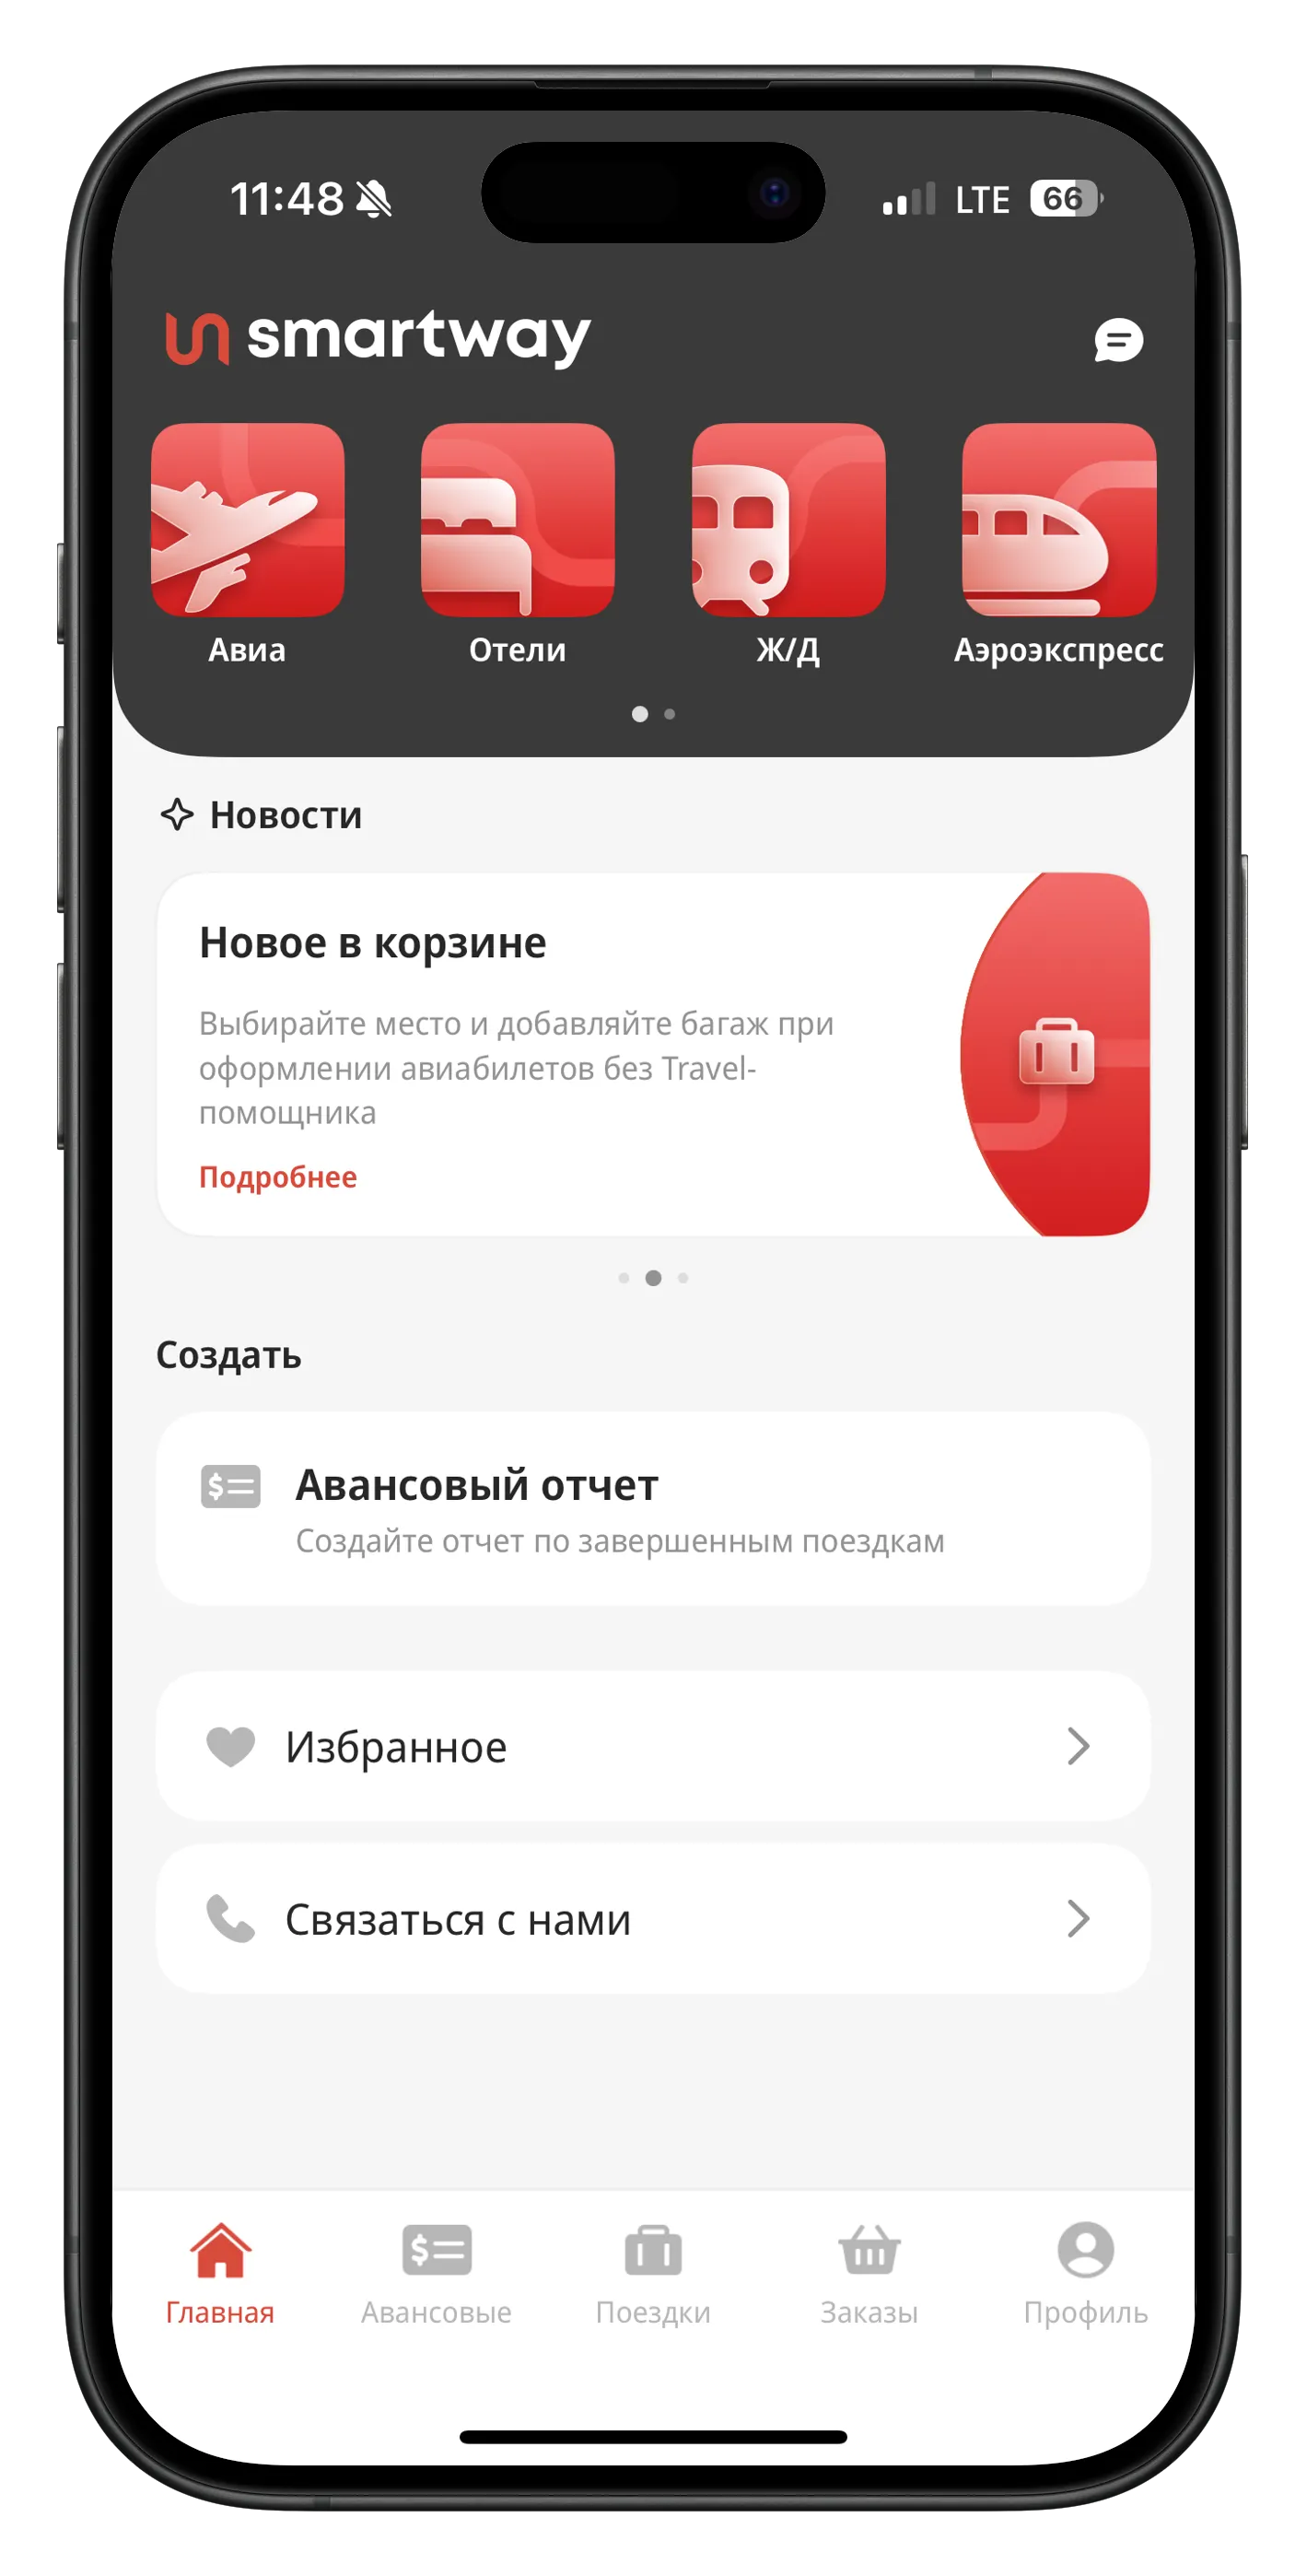 11:48
LTE 66
smartway
Авиа
Отели
Ж/Д
Аэроэкспресс
Новости
Новое в корзине
Выбирайте место и добавляйте багаж при
оформлении авиабилетов без Travel-
помощника
Подробнее
Создать
Авансовый отчет
Создайте отчет по завершенным поездкам
Избранное
Связаться с нами
Главная
Авансовые
Поездки
Заказы
Профиль